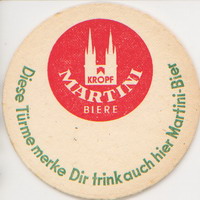 KROPF
MARTINI
BIERE
Diese Türme merke Dir trink auch hier Martini-Bier